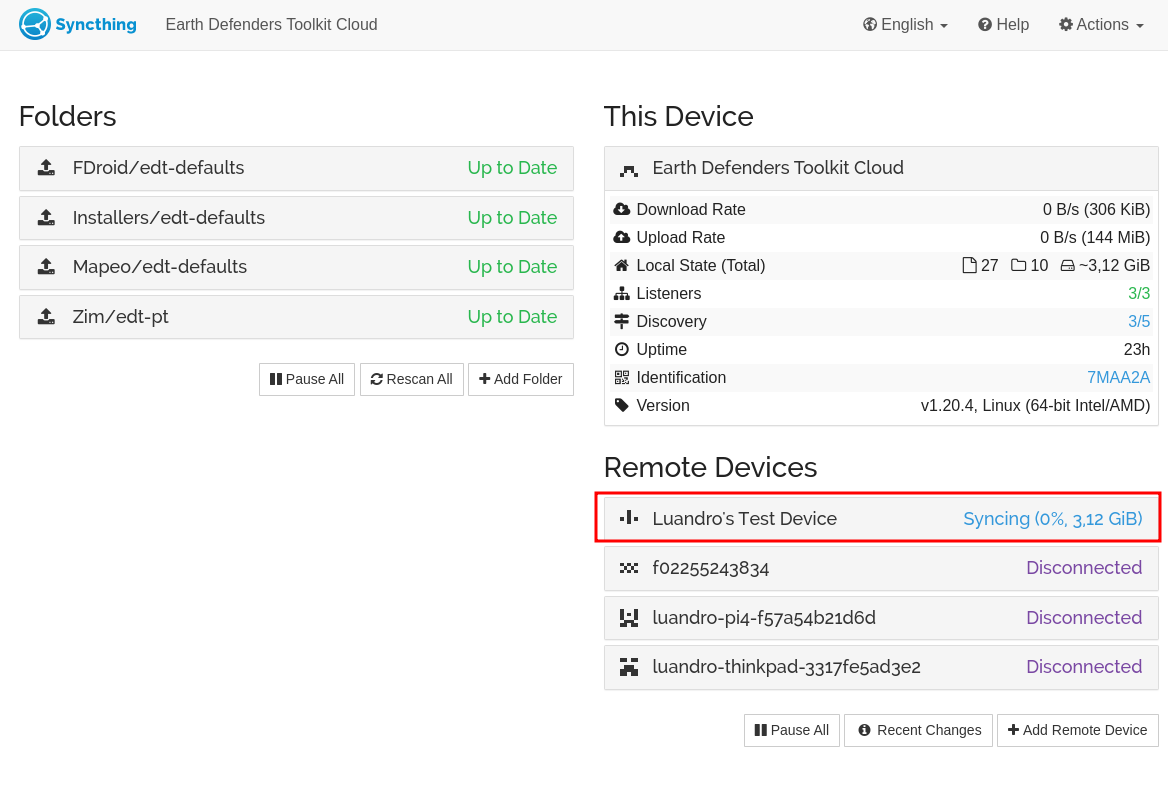 Syncthing Earth Defenders Toolkit Cloud English Help Actions
Folders
FDroid/edt-defaults Up to Date
Installers/edt-defaults Up to Date
Mapeo/edt-defaults Up to Date
Zim/edt-pt Up to Date
Pause All Rescan All Add Folder
This Device
Earth Defenders Toolkit Cloud
Download Rate 0 B/s (306 KiB)
Upload Rate 0 B/s (144 MiB)
Local State (Total) 27 10 ~3,12 GiB
Listeners 3/3
Discovery 3/5
Uptime 23h
Identification 7MAA2A
Version v1.20.4, Linux (64-bit Intel/AMD)
Remote Devices
Luandro's Test Device Syncing (0%, 3,12 GiB)
f02255243834 Disconnected
luandro-pi4-f57a54b21d6d Disconnected
luandro-thinkpad-3317fe5ad3e2 Disconnected
Pause All Recent Changes Add Remote Device